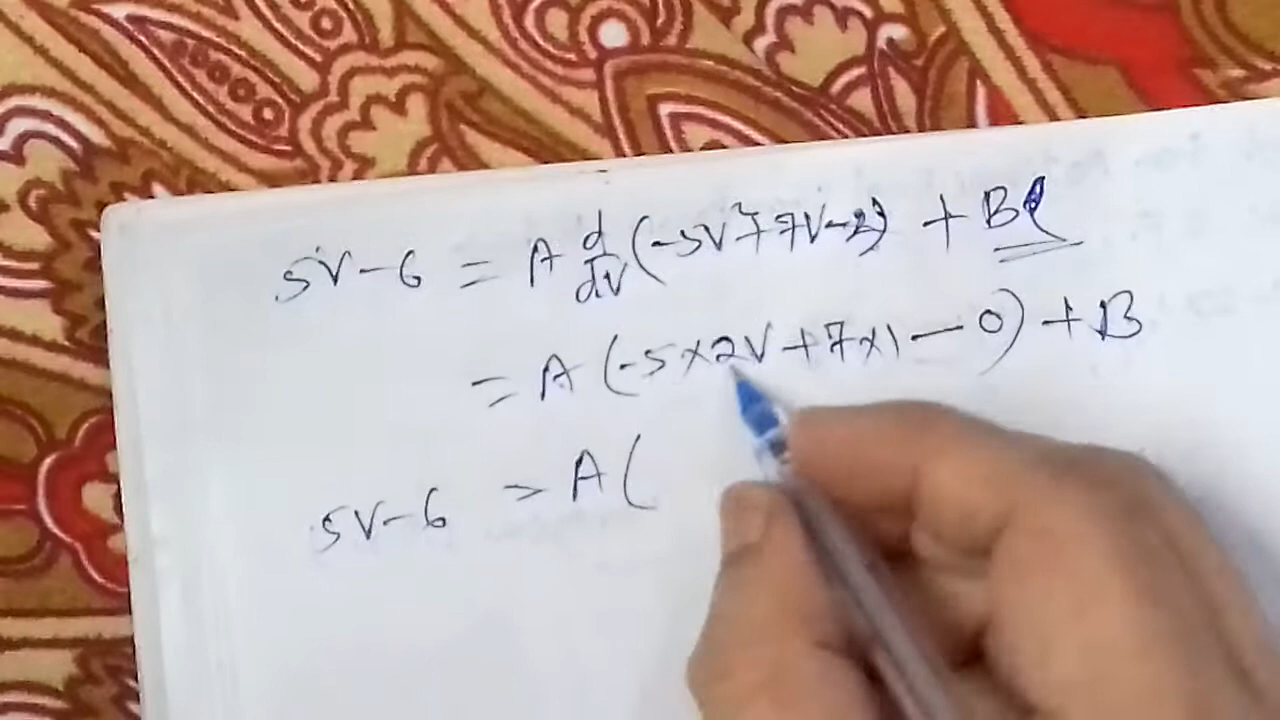 5V-6 = A d/dV (-5V²+7V-2) + B
= A (-5×2V+7×1-0) + B
5V-6 = A (